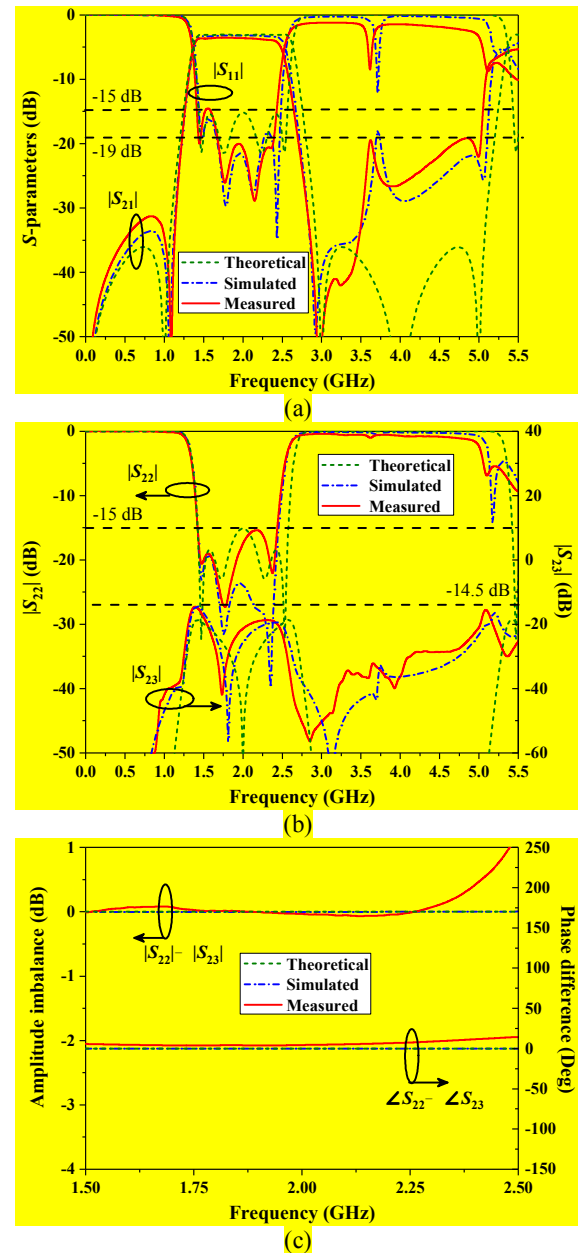 0
|S11|
-10
-15 dB
-19 dB
-20
|S21|
-30
-40
-50
S-parameters (dB)
Theoretical
Simulated
Measured
0.0 0.5 1.0 1.5 2.0 2.5 3.0 3.5 4.0 4.5 5.0 5.5
Frequency (GHz)
(a)
0 40
|S22|
-10 20
-15 dB
-20 0
-14.5 dB
-30 -20
|S23|
-40 -40
-50 -60
|S22| (dB)
|S23| (dB)
Theoretical
Simulated
Measured
0.0 0.5 1.0 1.5 2.0 2.5 3.0 3.5 4.0 4.5 5.0 5.5
Frequency (GHz)
(b)
1 250
200
0 150
|S22|− |S23|
-1 100
50
-2 0
∠S22− ∠S23
-3 -50
-100
-4 -150
Amplitude imbalance (dB)
Phase difference (Deg)
Theoretical
Simulated
Measured
1.50 1.75 2.00 2.25 2.50
Frequency (GHz)
(c)